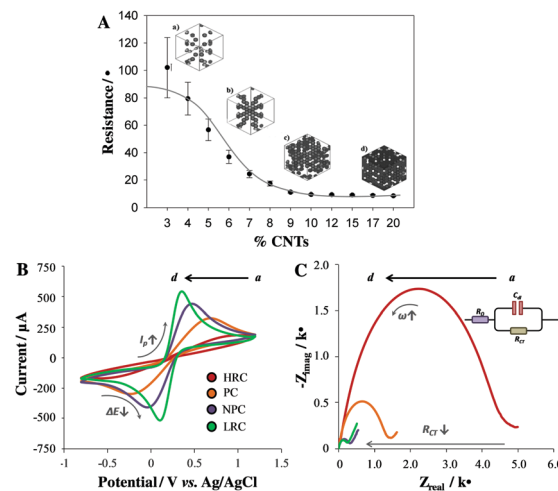 A
140
120
100
80
60
40
20
0
Resistance/•
a)
b)
c)
d)
3 4 5 6 7 8 9 10 12 15 17 20
% CNTs
B
750
500
250
0
-250
-500
-750
Current/ µA
d a
Ip↑
ΔE↓
HRC
PC
NPC
LRC
-1 -0.5 0 0.5 1 1.5
Potential/ V vs. Ag/AgCl
C
2.0
1.5
1.0
0.5
0
-Zimag/ k•
d a
ω↑
RΩ
Cdl
RCT
RCT↓
0 1.0 2.0 3.0 4.0 5.0 6.0
Zreal/ k•